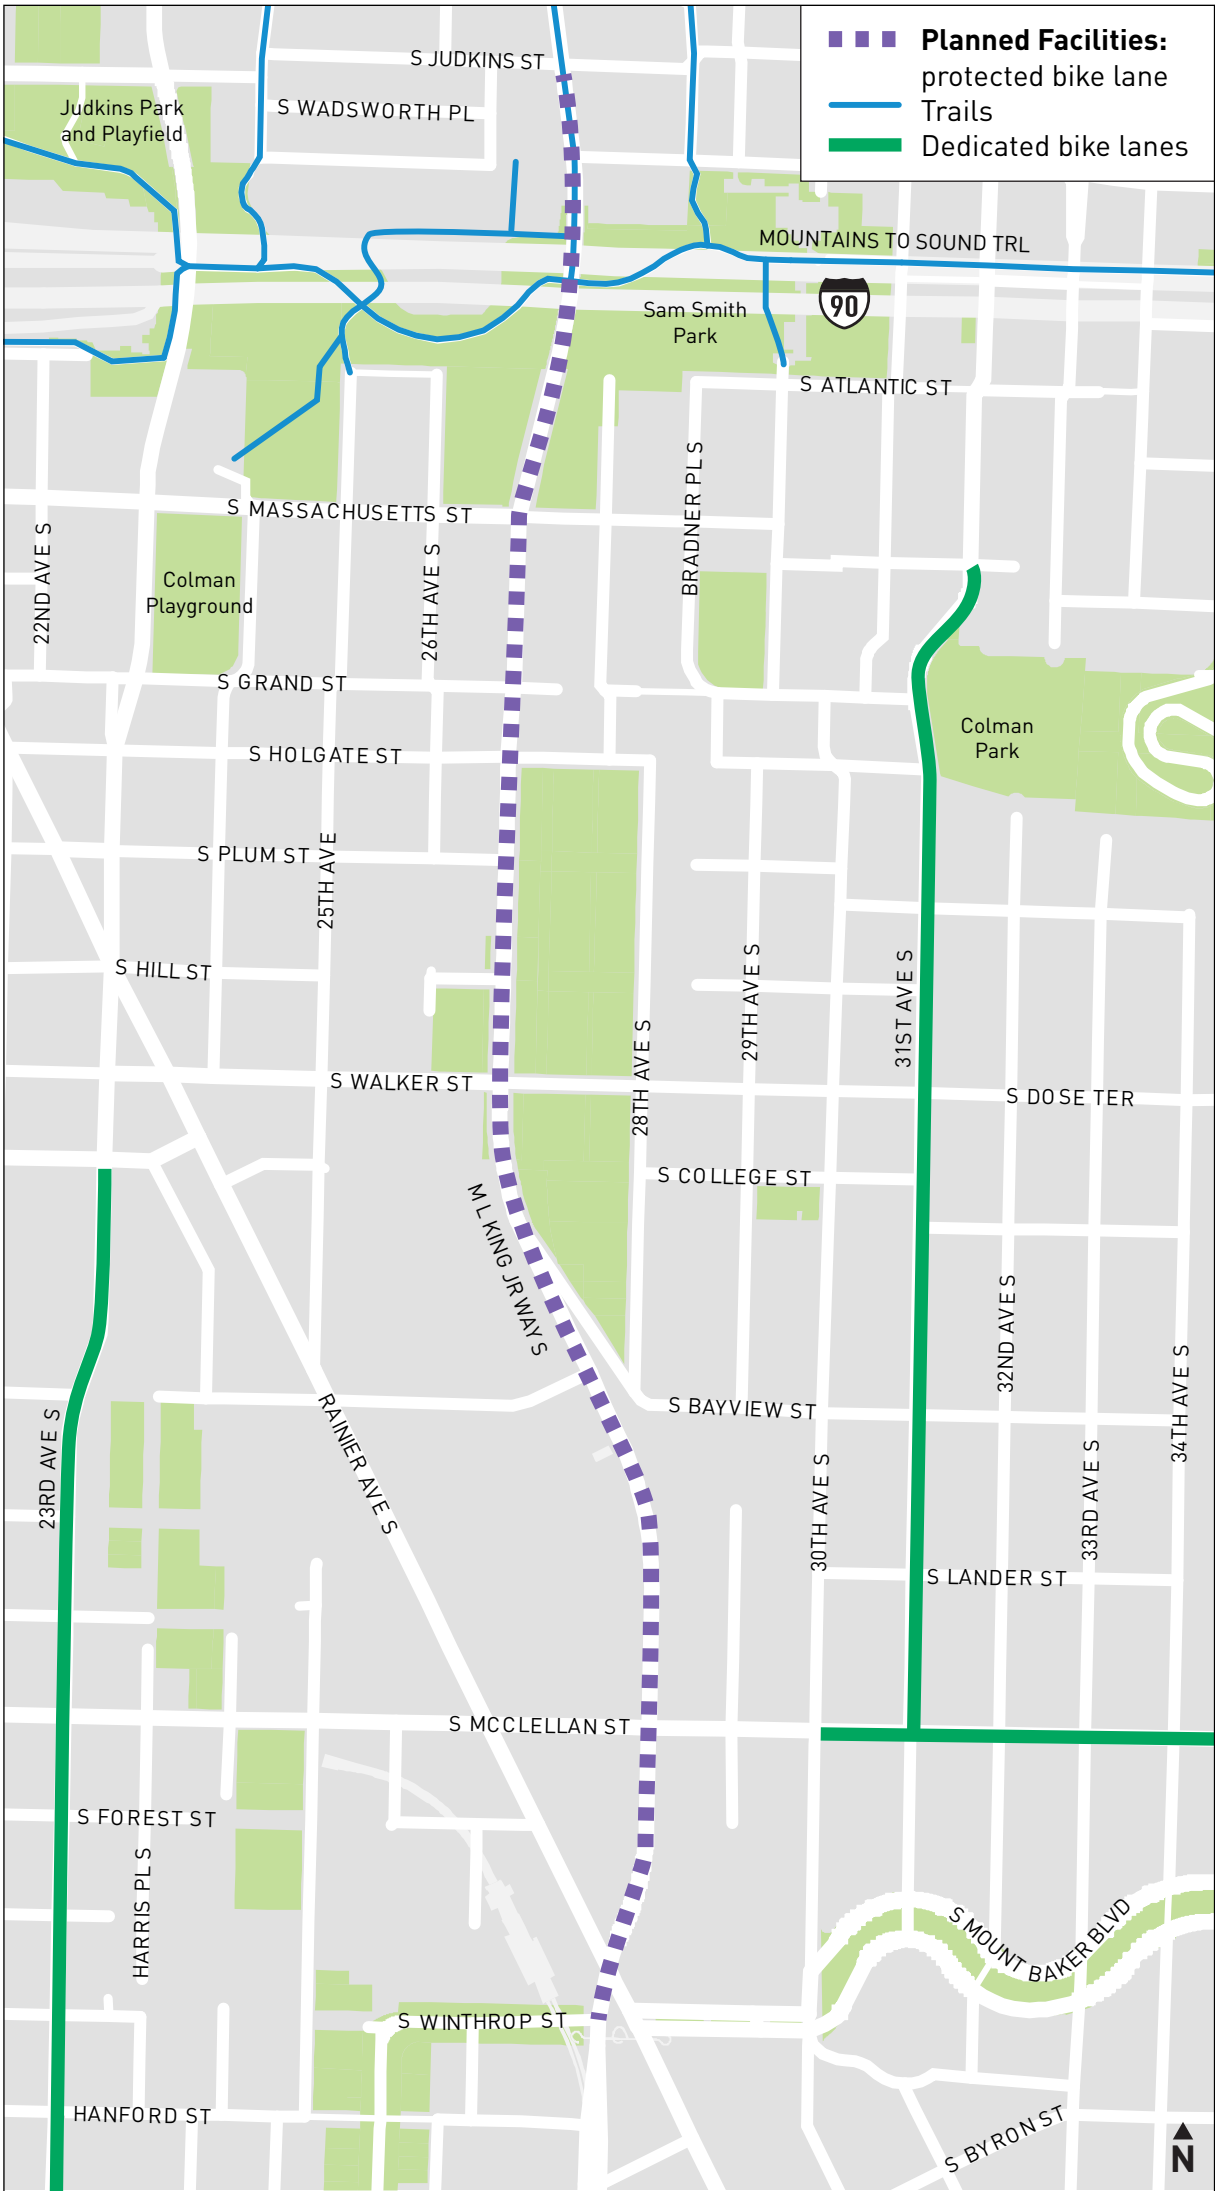 Planned Facilities:
protected bike lane
Trails
Dedicated bike lanes
S JUDKINS ST
S WADSWORTH PL
Judkins Park
and Playfield
MOUNTAINS TO SOUND TRL
90
Sam Smith
Park
S ATLANTIC ST
BRADNER PL S
S MASSACHUSETTS ST
22ND AVE S
26TH AVE S
Colman
Playground
S GRAND ST
Colman
Park
S HOLGATE ST
S PLUM ST
25TH AVE
S HILL ST
29TH AVE S
31ST AVE S
28TH AVE S
S WALKER ST
S DOSE TER
S COLLEGE ST
M L KING JR WAY S
32ND AVE S
34TH AVE S
S BAYVIEW ST
RAINIER AVE S
23RD AVE S
30TH AVE S
33RD AVE S
S LANDER ST
S MCCLELLAN ST
S FOREST ST
HARRIS PL S
S MOUNT BAKER BLVD
S WINTHROP ST
HANFORD ST
S BYRON ST
N